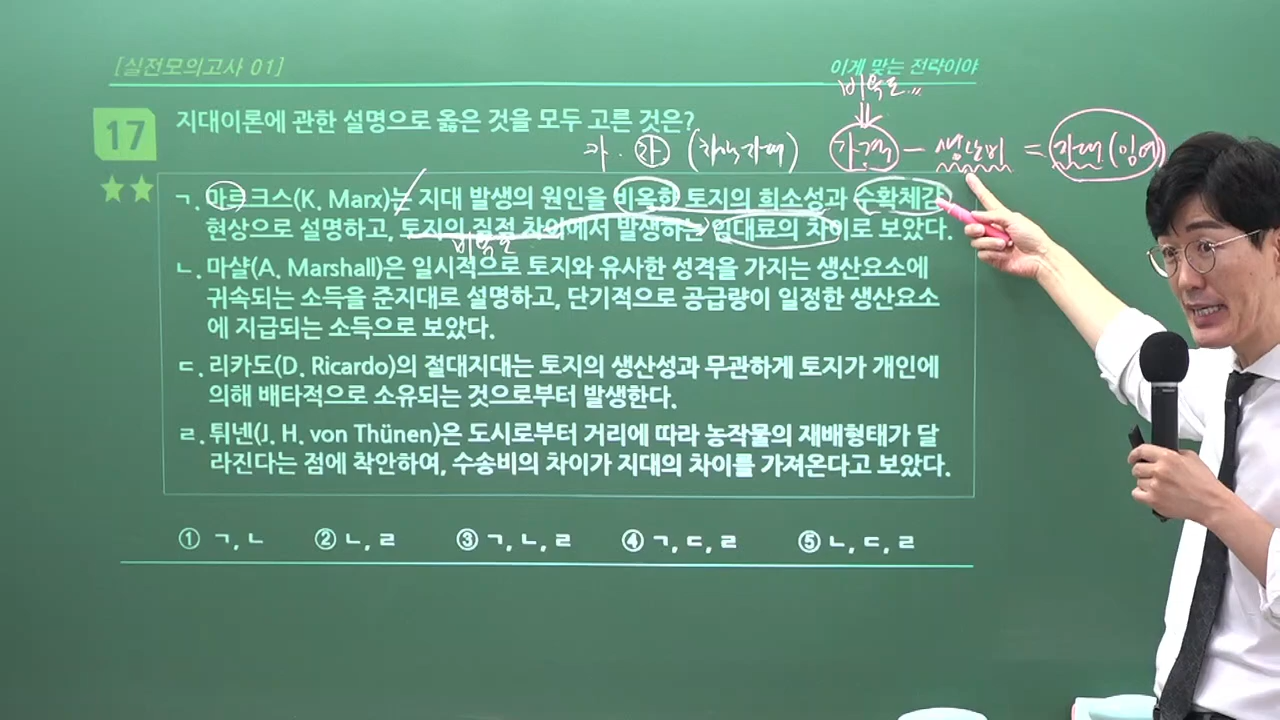 [실전모의고사 01]
이게 맞는 전략이야
비옥도..
17 지대이론에 관한 설명으로 옳은 것을 모두 고른 것은?
가격 - 생산비 = 지대 (잉여)
ㄱ. 마르크스(K. Marx)는 지대 발생의 원인을 비옥한 토지의 희소성과 수확체감
현상으로 설명하고, 토지의 질적 차이에서 발생하는 임대료의 차이로 보았다.
비옥도
ㄴ. 마샬(A. Marshall)은 일시적으로 토지와 유사한 성격을 가지는 생산요소에
귀속되는 소득을 준지대로 설명하고, 단기적으로 공급량이 일정한 생산요소
에 지급되는 소득으로 보았다.
ㄷ. 리카도(D. Ricardo)의 절대지대는 토지의 생산성과 무관하게 토지가 개인에
의해 배타적으로 소유되는 것으로부터 발생한다.
ㄹ. 튀넨(J. H. von Thünen)은 도시로부터 거리에 따라 농작물의 재배형태가 달
라진다는 점에 착안하여, 수송비의 차이가 지대의 차이를 가져온다고 보았다.
① ㄱ, ㄴ ② ㄴ, ㄹ ③ ㄱ, ㄴ, ㄹ ④ ㄱ, ㄷ, ㄹ ⑤ ㄴ, ㄷ, ㄹ